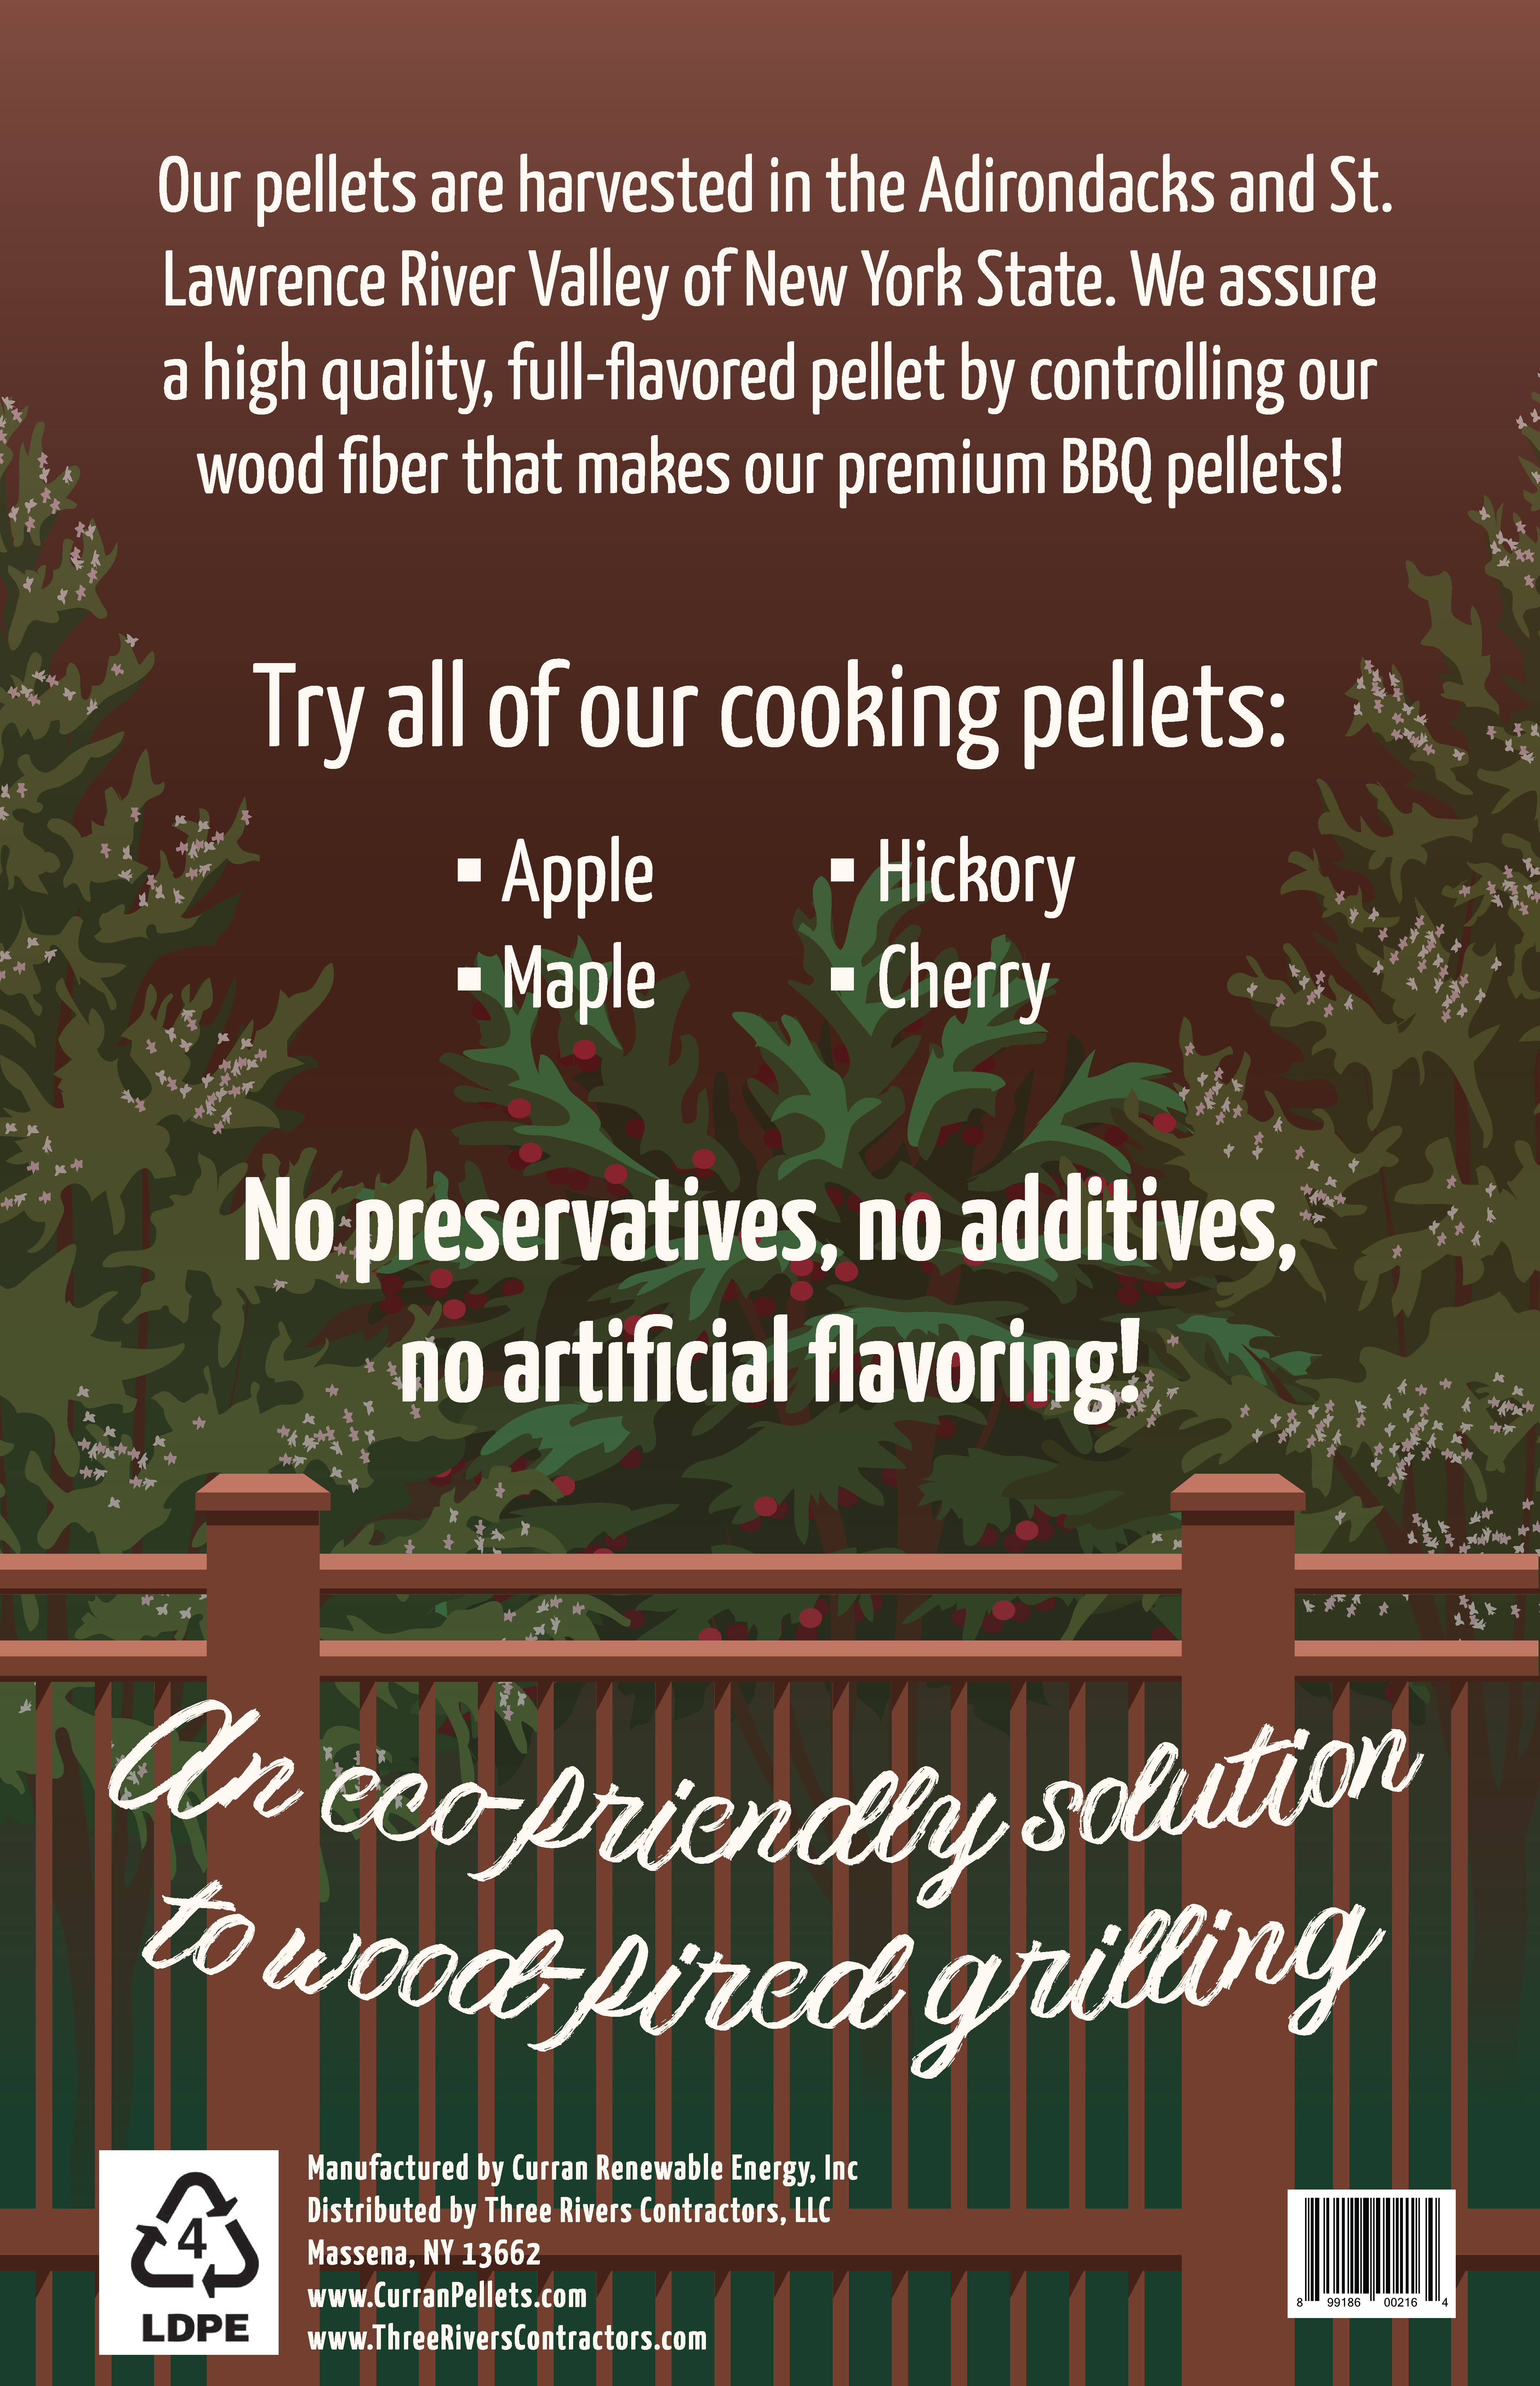 Our pellets are harvested in the Adirondacks and St.
Lawrence River Valley of New York State. We assure
a high quality, full-flavored pellet by controlling our
wood fiber that makes our premium BBQ pellets!
Try all of our cooking pellets:
▪ Apple
▪ Maple
▪ Hickory
▪ Cherry
No preservatives, no additives,
no artificial flavoring!
An eco-friendly solution
to wood-fired grilling
4
LDPE
Manufactured by Curran Renewable Energy, Inc
Distributed by Three Rivers Contractors, LLC
Massena, NY 13662
www.CurranPellets.com
www.ThreeRiversContractors.com
8 99186 00216 4